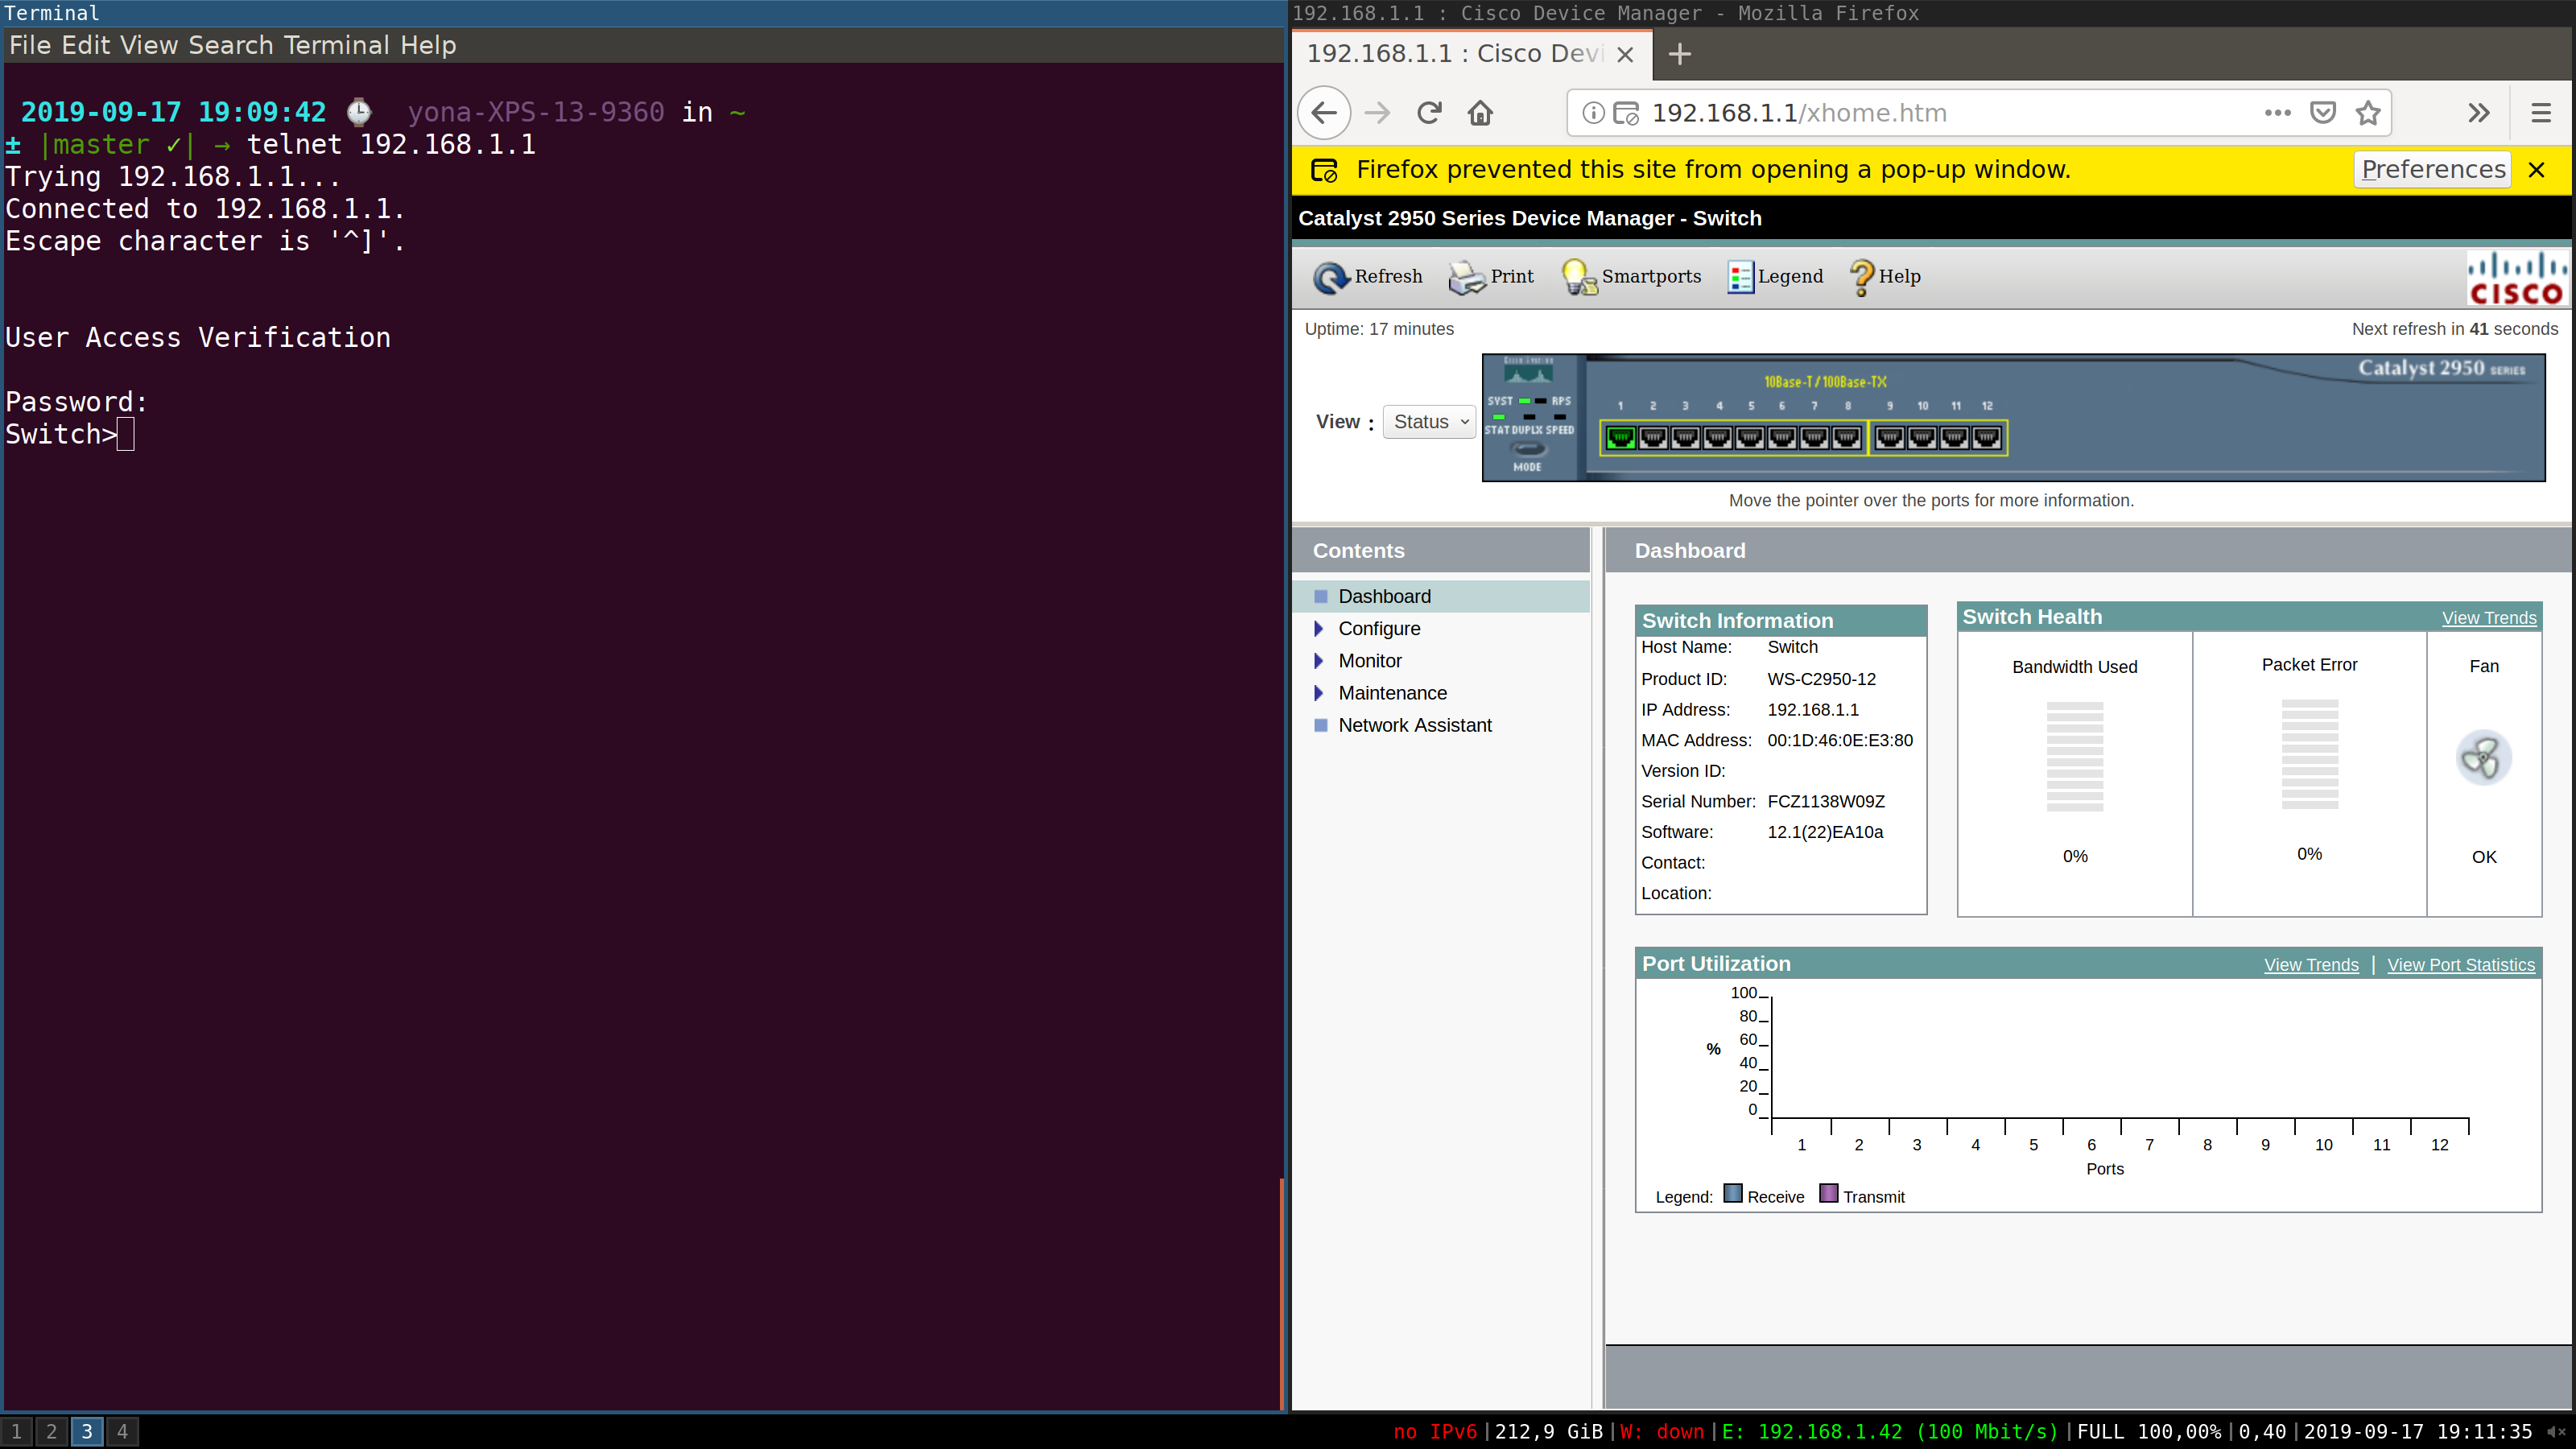 Terminal
File Edit View Search Terminal Help
2019-09-17 19:09:42 yona-XPS-13-9360 in ~
± |master ✓| → telnet 192.168.1.1
Trying 192.168.1.1...
Connected to 192.168.1.1.
Escape character is '^]'.
User Access Verification
Password:
Switch>
192.168.1.1 : Cisco Device Manager - Mozilla Firefox
192.168.1.1 : Cisco Devi
192.168.1.1/xhome.htm
Firefox prevented this site from opening a pop-up window.
Preferences
Catalyst 2950 Series Device Manager - Switch
Refresh Print Smartports Legend Help
CISCO
Uptime: 17 minutes
Next refresh in 41 seconds
View : Status
Catalyst 2950 SERIES
10Base-T / 100Base-TX
SYST RPS
1 2 3 4 5 6 7 8 9 10 11 12
STAT DUPLX SPEED
MODE
Move the pointer over the ports for more information.
Contents
Dashboard
Configure
Monitor
Maintenance
Network Assistant
Dashboard
Switch Information
Host Name: Switch
Product ID: WS-C2950-12
IP Address: 192.168.1.1
MAC Address: 00:1D:46:0E:E3:80
Version ID:
Serial Number: FCZ1138W09Z
Software: 12.1(22)EA10a
Contact:
Location:
Switch Health View Trends
Bandwidth Used Packet Error Fan
0% 0% OK
Port Utilization View Trends | View Port Statistics
100
80
60
%
40
20
0
1 2 3 4 5 6 7 8 9 10 11 12
Ports
Legend: Receive Transmit
1 2 3 4
no IPv6|212,9 GiB|W: down|E: 192.168.1.42 (100 Mbit/s)|FULL 100,00%|0,40|2019-09-17 19:11:35